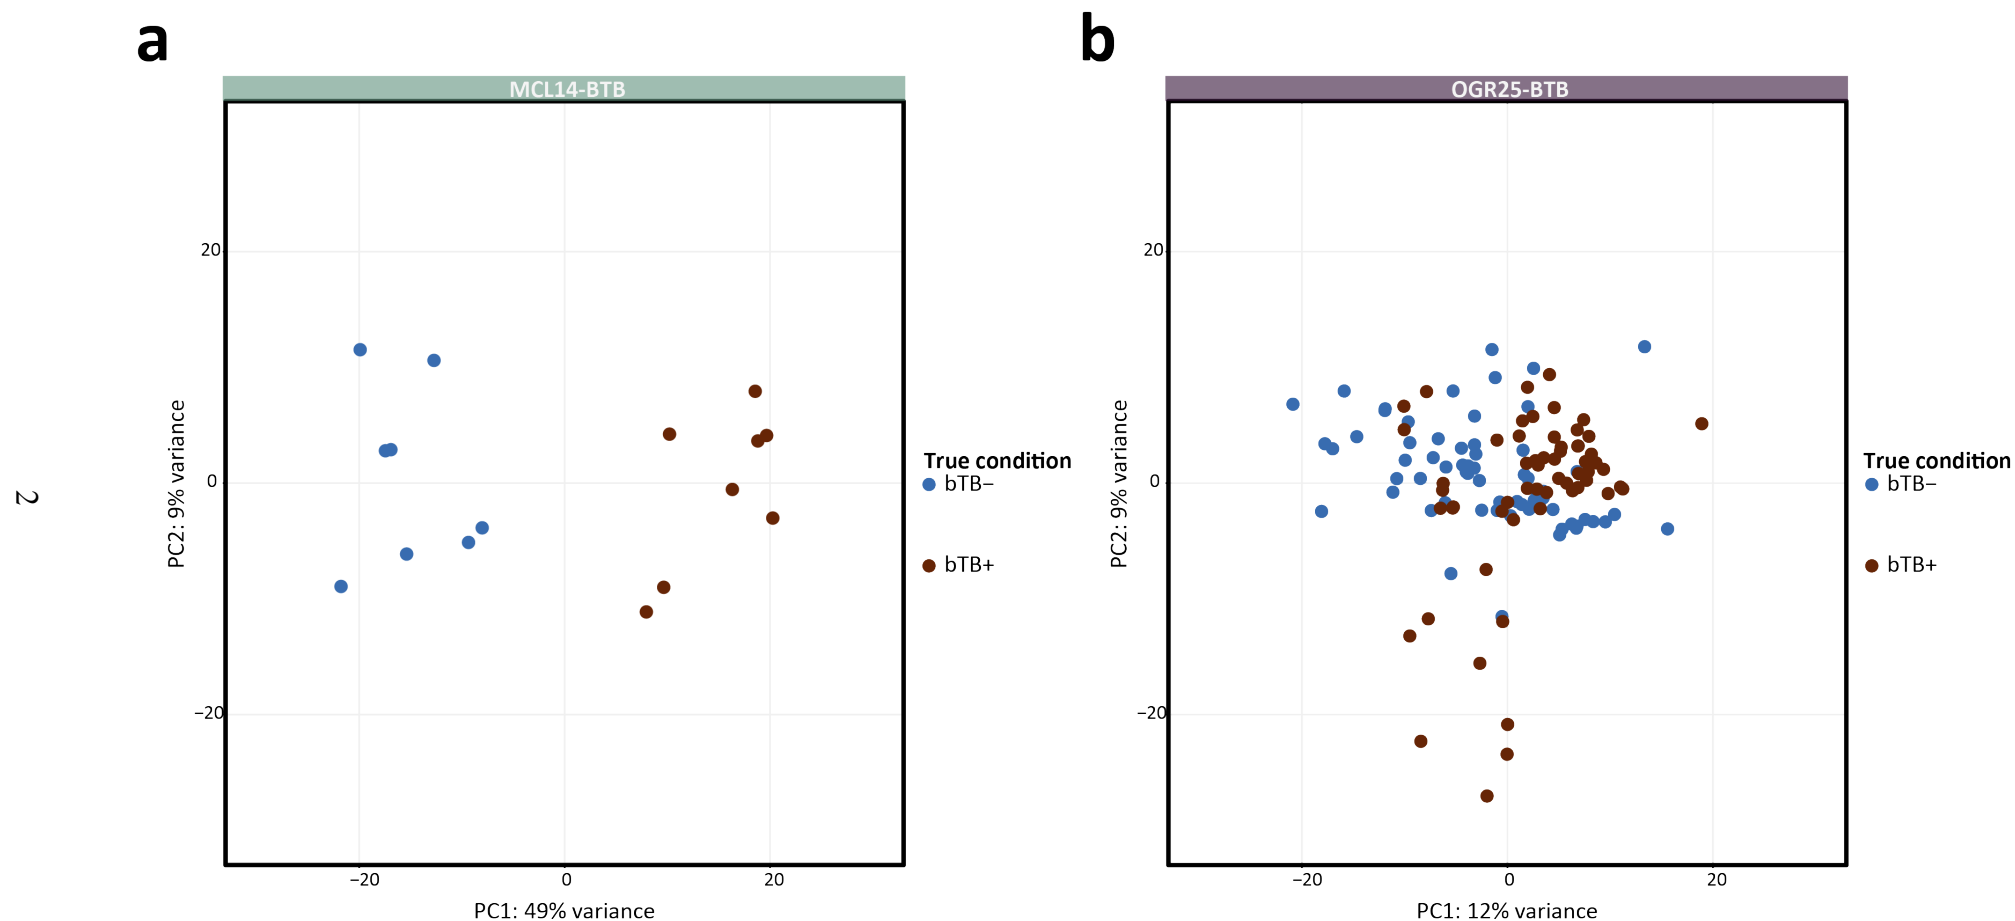 a
MCL14-BTB
20
0
−20
PC2: 9% variance
−20
0
20
PC1: 49% variance
True condition
bTB−
bTB+
b
OGR25-BTB
20
0
−20
PC2: 9% variance
−20
0
20
PC1: 12% variance
True condition
bTB−
bTB+
2